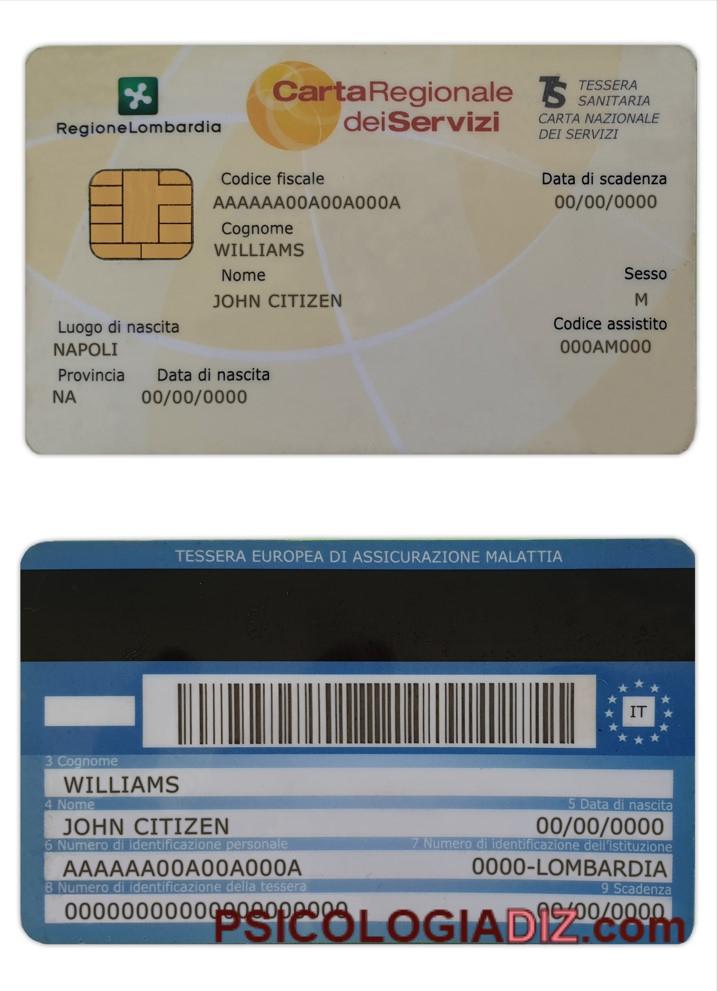 RegioneLombardia
CartaRegionale
deiServizi
TS
TESSERA
SANITARIA
CARTA NAZIONALE
DEI SERVIZI
Codice fiscale
Data di scadenza
AAAAAA00A00A000A
00/00/0000
Cognome
WILLIAMS
Nome
Sesso
JOHN CITIZEN
M
Luogo di nascita
Codice assistito
NAPOLI
000AM000
Provincia
Data di nascita
NA
00/00/0000
TESSERA EUROPEA DI ASSICURAZIONE MALATTIA
IT
3 Cognome
WILLIAMS
4 Nome
5 Data di nascita
JOHN CITIZEN
00/00/0000
6 Numero di identificazione personale
7 Numero di identificazione dell'istituzione
AAAAAA00A00A000A
0000-LOMBARDIA
8 Numero di identificazione della tessera
9 Scadenza
00000000000000000000
00/00/0000
PSICOLOGIADIZ.com